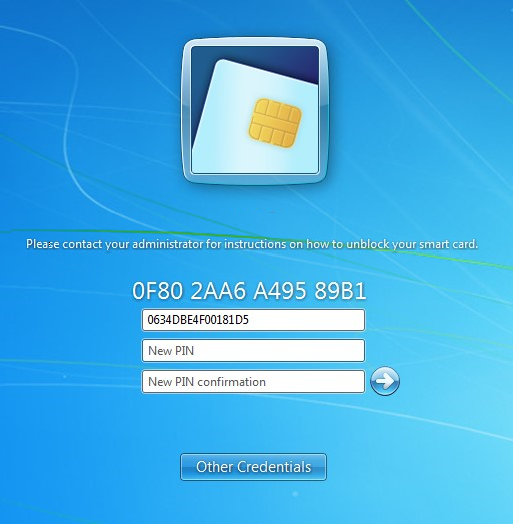 Please contact your administrator for instructions on how to unblock your smart card.
0F80 2AA6 A495 89B1
0634DBE4F00181D5
New PIN
New PIN confirmation
Other Credentials